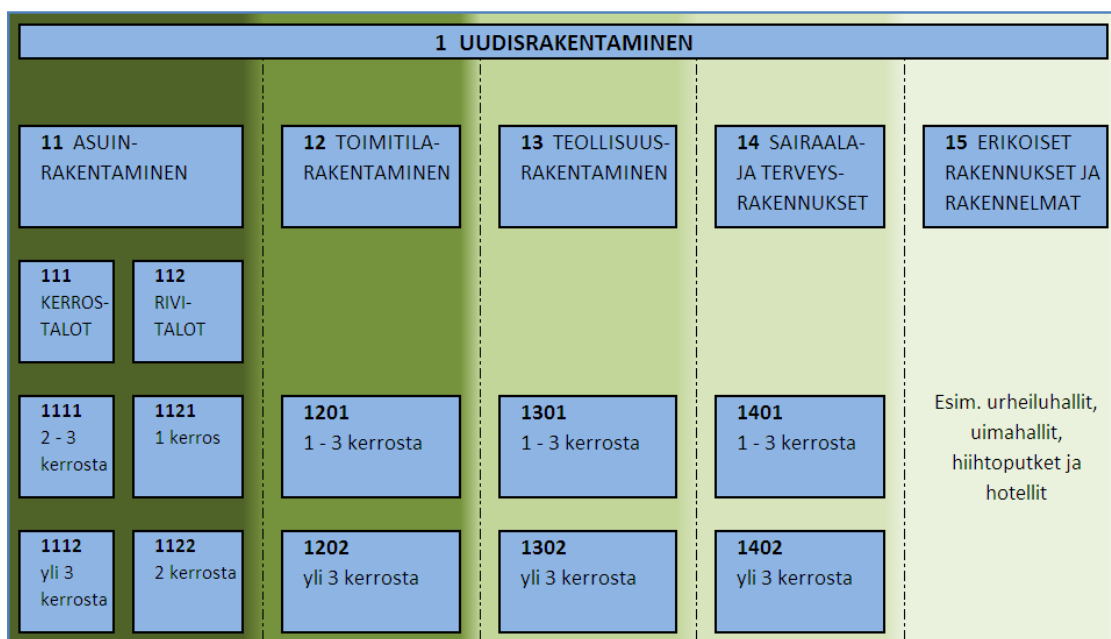 1 UUDISRAKENTAMINEN
11 ASUIN-
RAKENTAMINEN
12 TOIMITILA-
RAKENTAMINEN
13 TEOLLISUUS-
RAKENTAMINEN
14 SAIRAALA-
JA TERVEYS-
RAKENNUKSET
15 ERIKOISET
RAKENNUKSET JA
RAKENNELMAT
111
KERROS-
TALOT
112
RIVI-
TALOT
1111
2 - 3
kerrosta
1121
1 kerros
1201
1 - 3 kerrosta
1301
1 - 3 kerrosta
1401
1 - 3 kerrosta
Esim. urheiluhallit,
uimahallit,
hiihtoputket ja
hotellit
1112
yli 3
kerrosta
1122
2 kerrosta
1202
yli 3 kerrosta
1302
yli 3 kerrosta
1402
yli 3 kerrosta